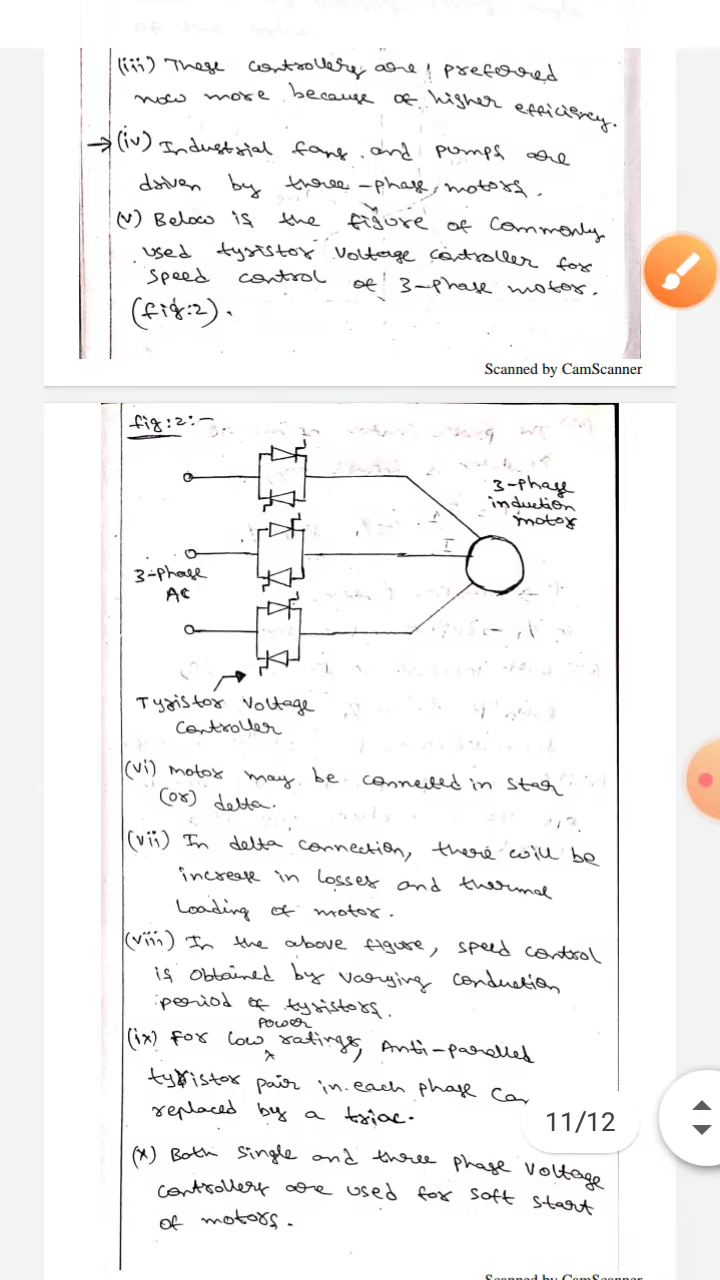 (iii) These controllers are preferred
now more because of higher efficiency.
→ (iv) Industrial fans and pumps are
driven by three-phase motors.
(v) Below is the figure of commonly
used tyristor voltage controller for
speed control of 3-phase motor.
(fig:2).
Scanned by CamScanner
fig:2:-
3-phase
induction
motor
3-phase
AC
Tyristor Voltage
Controller
(vi) motor may be connected in star
(or) delta.
(vii) In delta connection, there will be
increase in losses and thermal
loading of motor.
(viii) In the above figure, speed control
is obtained by varying conduction
period of tyristors.
power
(ix) For low ratings, Anti-parallel
tyristor pair in each phase ca
replaced by a triac.
11/12
(x) Both single and three phase voltage
controllers are used for soft start
of motors.
Scanned by CamScanner